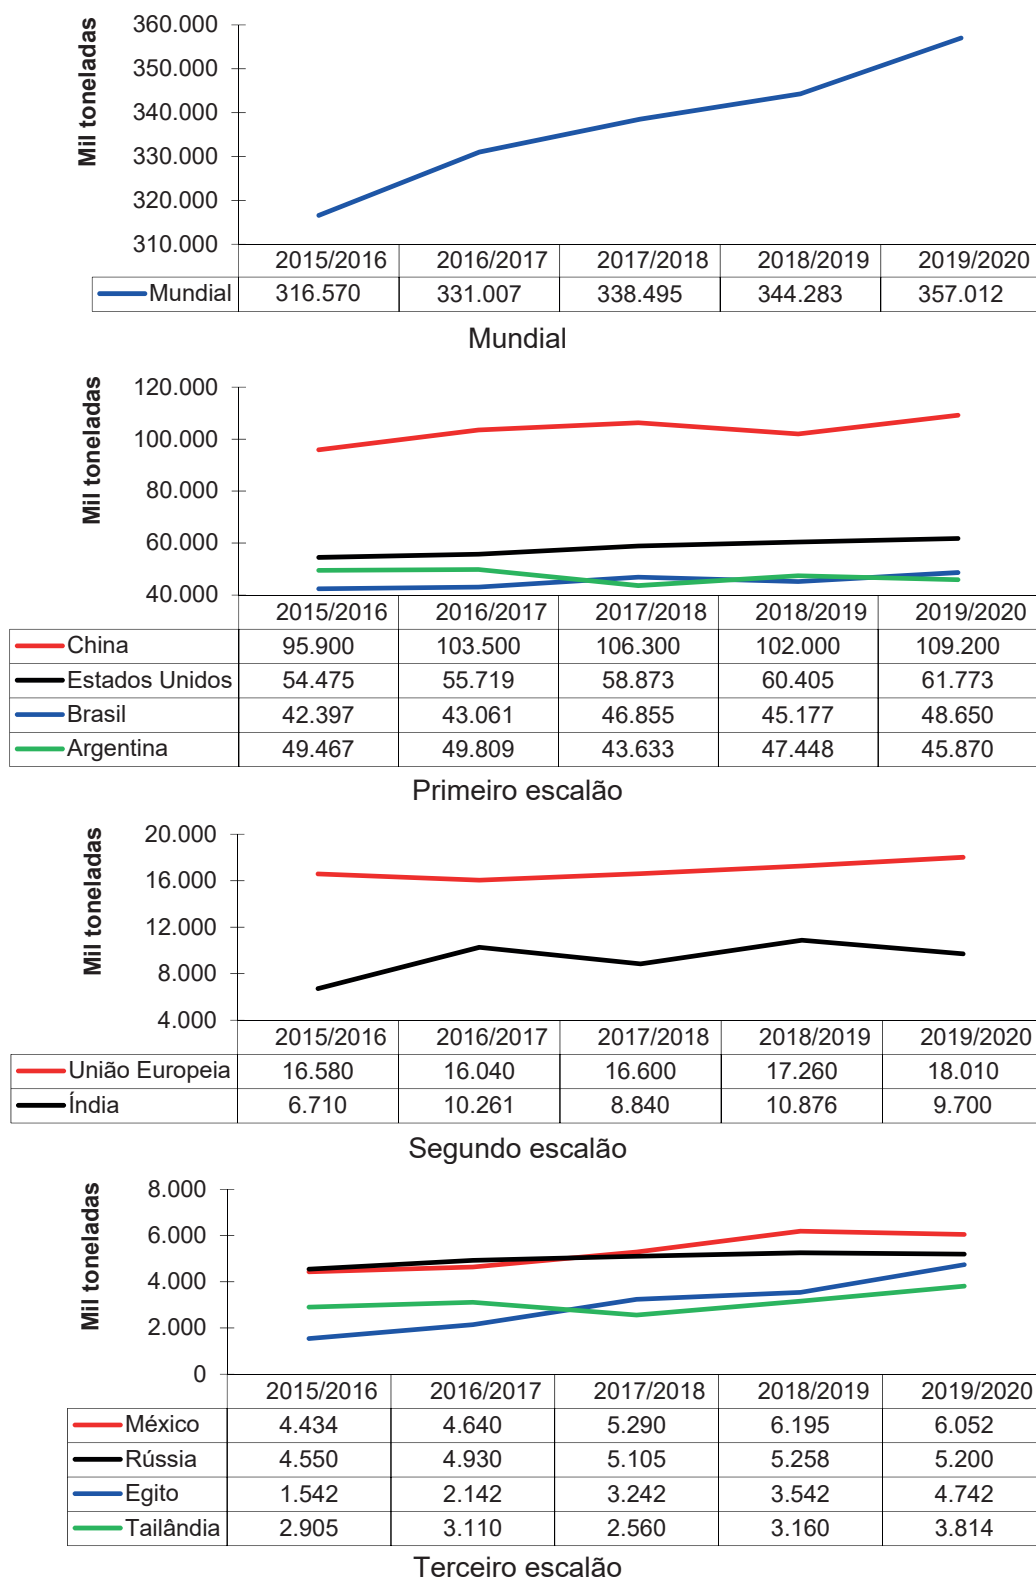 Mil toneladas
360.000
350.000
340.000
330.000
320.000
310.000
2015/2016 2016/2017 2017/2018 2018/2019 2019/2020
Mundial 316.570 331.007 338.495 344.283 357.012
Mundial
Mil toneladas
120.000
100.000
80.000
60.000
40.000
2015/2016 2016/2017 2017/2018 2018/2019 2019/2020
China 95.900 103.500 106.300 102.000 109.200
Estados Unidos 54.475 55.719 58.873 60.405 61.773
Brasil 42.397 43.061 46.855 45.177 48.650
Argentina 49.467 49.809 43.633 47.448 45.870
Primeiro escalão
Mil toneladas
20.000
16.000
12.000
8.000
4.000
2015/2016 2016/2017 2017/2018 2018/2019 2019/2020
União Europeia 16.580 16.040 16.600 17.260 18.010
Índia 6.710 10.261 8.840 10.876 9.700
Segundo escalão
Mil toneladas
8.000
6.000
4.000
2.000
0
2015/2016 2016/2017 2017/2018 2018/2019 2019/2020
México 4.434 4.640 5.290 6.195 6.052
Rússia 4.550 4.930 5.105 5.258 5.200
Egito 1.542 2.142 3.242 3.542 4.742
Tailândia 2.905 3.110 2.560 3.160 3.814
Terceiro escalão